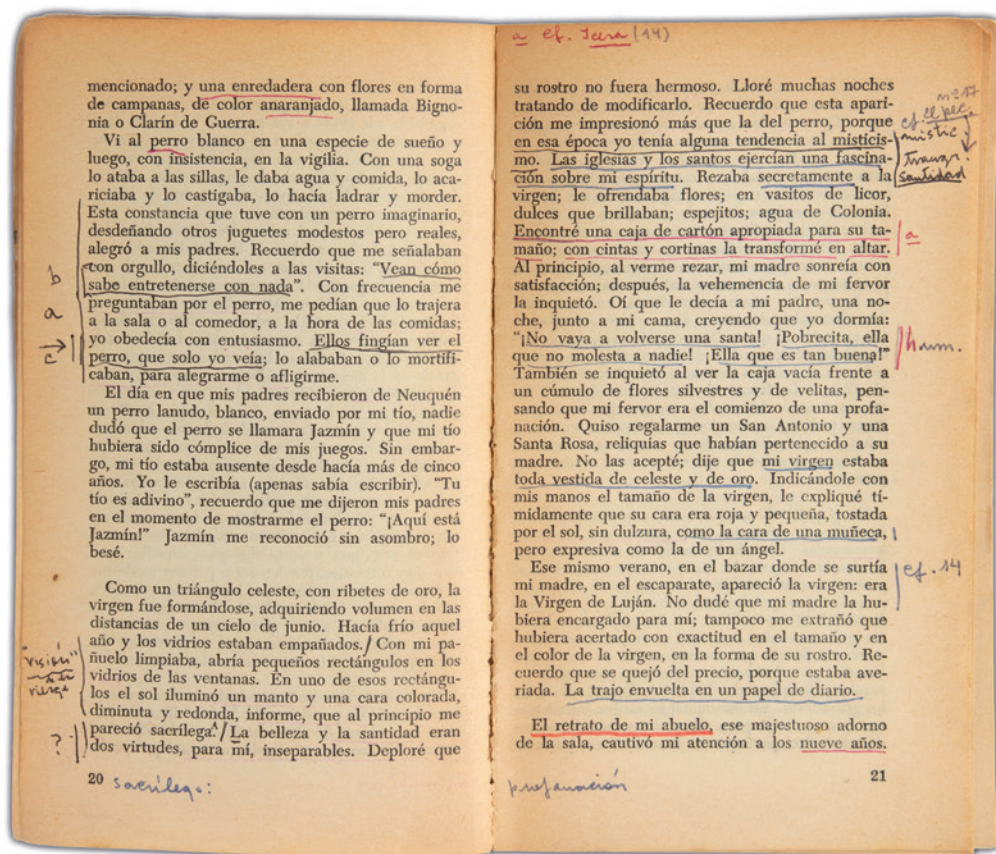 mencionado; y una enredadera con flores en forma
de campanas, de color anaranjado, llamada Bigno-
nia o Clarín de Guerra.
Vi al perro blanco en una especie de sueño y
luego, con insistencia, en la vigilia. Con una soga
lo ataba a las sillas, le daba agua y comida, lo aca-
riciaba y lo castigaba, lo hacía ladrar y morder.
Esta constancia que tuve con un perro imaginario,
desdeñando otros juguetes modestos pero reales,
alegró a mis padres. Recuerdo que me señalaban
con orgullo, diciéndoles a las visitas: “Vean cómo
sabe entretenerse con nada”. Con frecuencia me
preguntaban por el perro, me pedían que lo trajera
a la sala o al comedor, a la hora de las comidas;
yo obedecía con entusiasmo. Ellos fingían ver el
perro, que solo yo veía; lo alababan o lo mortifi-
caban, para alegrarme o afligirme.
El día en que mis padres recibieron de Neuquén
un perro lanudo, blanco, enviado por mi tío, nadie
dudó que el perro se llamara Jazmín y que mi tío
hubiera sido cómplice de mis juegos. Sin embar-
go, mi tío estaba ausente desde hacía más de cinco
años. Yo le escribía (apenas sabía escribir). “Tu
tío es adivino”, recuerdo que me dijeron mis padres
en el momento de mostrarme el perro: “¡Aquí está
Jazmín!” Jazmín me reconoció sin asombro; lo
besé.
Como un triángulo celeste, con ribetes de oro, la
virgen fue formándose, adquiriendo volumen en las
distancias de un cielo de junio. Hacía frío aquel
año y los vidrios estaban empañados. Con mi pa-
ñuelo limpiaba, abría pequeños rectángulos en los
vidrios de las ventanas. En uno de esos rectángu-
los el sol iluminó un manto y una cara colorada,
diminuta y redonda, informe, que al principio me
pareció sacrílega. La belleza y la santidad eran
dos virtudes, para mí, inseparables. Deploré que
20
sacrílego:
b
a
c
"visión"
?
a cf. Icera (14)
su rostro no fuera hermoso. Lloré muchas noches
tratando de modificarlo. Recuerdo que esta apari-
ción me impresionó más que la del perro, porque
en esa época yo tenía alguna tendencia al misticis-
mo. Las iglesias y los santos ejercían una fascina-
ción sobre mi espíritu. Rezaba secretamente a la
virgen; le ofrendaba flores; en vasitos de licor,
dulces que brillaban; espejitos; agua de Colonia.
Encontré una caja de cartón apropiada para su ta-
maño; con cintas y cortinas la transformé en altar.
Al principio, al verme rezar, mi madre sonreía con
satisfacción; después, la vehemencia de mi fervor
la inquietó. Oí que le decía a mi padre, una no-
che, junto a mi cama, creyendo que yo dormía:
“¡No vaya a volverse una santa! ¡Pobrecita, ella
que no molesta a nadie! ¡Ella que es tan buena!”
También se inquietó al ver la caja vacía frente a
un cúmulo de flores silvestres y de velitas, pen-
sando que mi fervor era el comienzo de una profa-
nación. Quiso regalarme un San Antonio y una
Santa Rosa, reliquias que habían pertenecido a su
madre. No las acepté; dije que mi virgen estaba
toda vestida de celeste y de oro. Indicándole con
mis manos el tamaño de la virgen, le expliqué tí-
midamente que su cara era roja y pequeña, tostada
por el sol, sin dulzura, como la cara de una muñeca,
pero expresiva como la de un ángel.
Ese mismo verano, en el bazar donde se surtía
mi madre, en el escaparate, apareció la virgen: era
la Virgen de Luján. No dudé que mi madre la hu-
biera encargado para mí; tampoco me extrañó que
hubiera acertado con exactitud en el tamaño y en
el color de la virgen, en la forma de su rostro. Re-
cuerdo que se quejó del precio, porque estaba ave-
riada. La trajo envuelta en un papel de diario.
El retrato de mi abuelo, ese majestuoso adorno
de la sala, cautivó mi atención a los nueve años.
21
profanación
nº 17
mistic
santidad
a
hum.
cf. 14